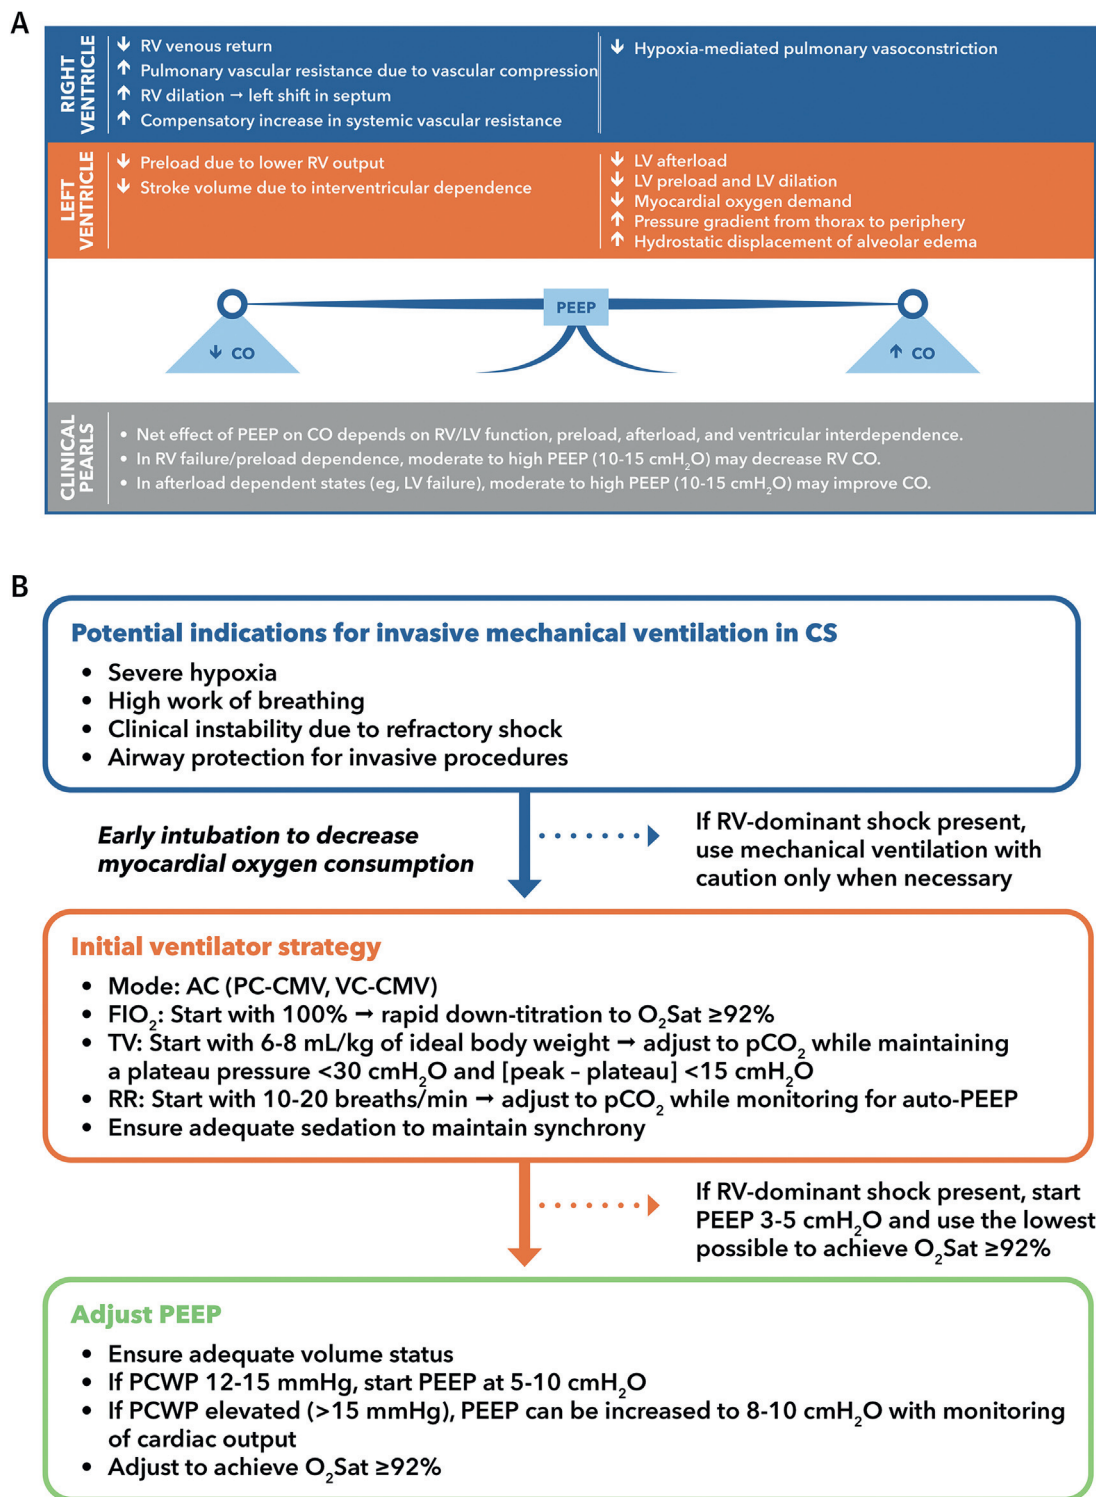 A
RIGHT
VENTRICLE
↓ RV venous return
↑ Pulmonary vascular resistance due to vascular compression
↑ RV dilation → left shift in septum
↑ Compensatory increase in systemic vascular resistance
↓ Hypoxia-mediated pulmonary vasoconstriction
LEFT
VENTRICLE
↓ Preload due to lower RV output
↓ Stroke volume due to interventricular dependence
↓ LV afterload
↓ LV preload and LV dilation
↓ Myocardial oxygen demand
↑ Pressure gradient from thorax to periphery
↑ Hydrostatic displacement of alveolar edema
PEEP
↓ CO
↑ CO
CLINICAL
PEARLS
• Net effect of PEEP on CO depends on RV/LV function, preload, afterload, and ventricular interdependence.
• In RV failure/preload dependence, moderate to high PEEP (10-15 cmH₂O) may decrease RV CO.
• In afterload dependent states (eg, LV failure), moderate to high PEEP (10-15 cmH₂O) may improve CO.
B
Potential indications for invasive mechanical ventilation in CS
• Severe hypoxia
• High work of breathing
• Clinical instability due to refractory shock
• Airway protection for invasive procedures
Early intubation to decrease
myocardial oxygen consumption
If RV-dominant shock present,
use mechanical ventilation with
caution only when necessary
Initial ventilator strategy
• Mode: AC (PC-CMV, VC-CMV)
• FIO₂: Start with 100% → rapid down-titration to O₂Sat ≥92%
• TV: Start with 6-8 mL/kg of ideal body weight → adjust to pCO₂ while maintaining
a plateau pressure <30 cmH₂O and [peak – plateau] <15 cmH₂O
• RR: Start with 10-20 breaths/min → adjust to pCO₂ while monitoring for auto-PEEP
• Ensure adequate sedation to maintain synchrony
If RV-dominant shock present, start
PEEP 3-5 cmH₂O and use the lowest
possible to achieve O₂Sat ≥92%
Adjust PEEP
• Ensure adequate volume status
• If PCWP 12-15 mmHg, start PEEP at 5-10 cmH₂O
• If PCWP elevated (>15 mmHg), PEEP can be increased to 8-10 cmH₂O with monitoring
of cardiac output
• Adjust to achieve O₂Sat ≥92%